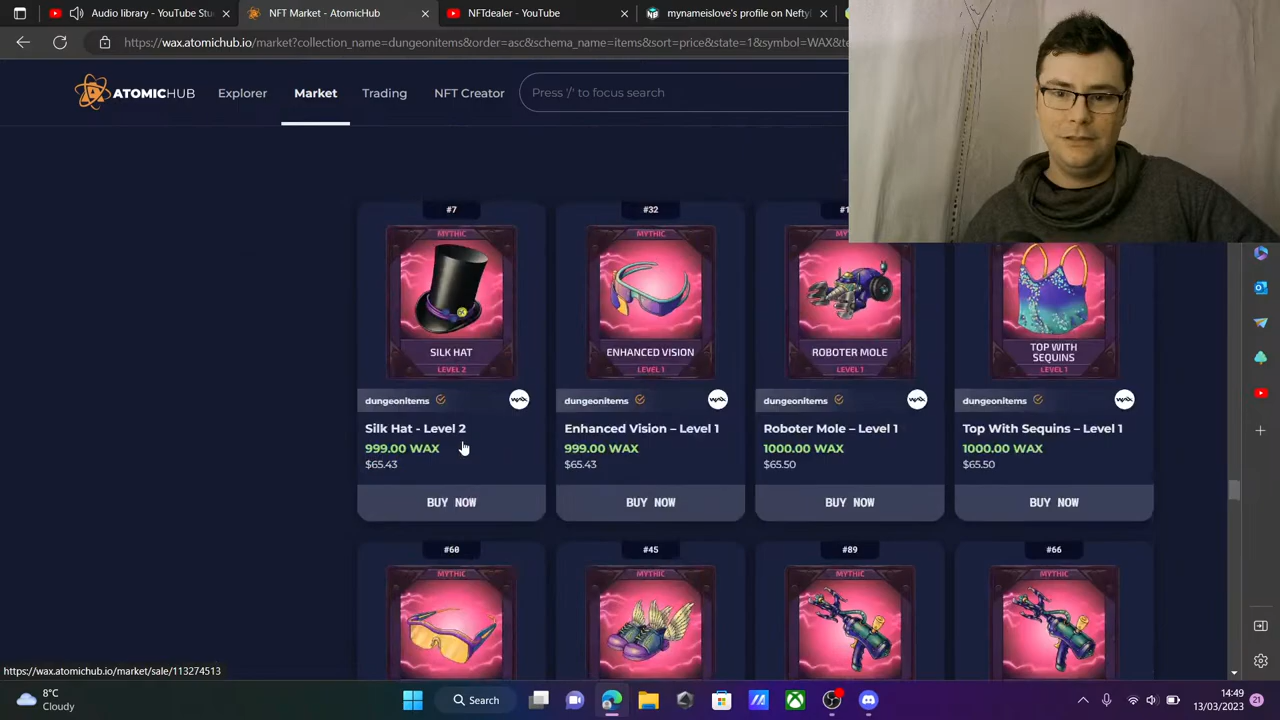 Audio library - YouTube Stu
NFT Market - AtomicHub
NFTdealer - YouTube
mynameislove's profile on Nefty
https://wax.atomichub.io/market?collection_name=dungeonitems&order=asc&schema_name=items&sort=price&state=1&symbol=WAX&te
ATOMICHUB
Explorer
Market
Trading
NFT Creator
Press '/' to focus search
#7
#32
MYTHIC
MYTHIC
MYTHIC
SILK HAT
ENHANCED VISION
ROBOTER MOLE
TOP WITH
SEQUINS
LEVEL 2
LEVEL 1
LEVEL 1
LEVEL 1
dungeonitems
dungeonitems
dungeonitems
dungeonitems
Silk Hat - Level 2
Enhanced Vision – Level 1
Roboter Mole – Level 1
Top With Sequins – Level 1
999.00 WAX
999.00 WAX
1000.00 WAX
1000.00 WAX
$65.43
$65.43
$65.50
$65.50
BUY NOW
BUY NOW
BUY NOW
BUY NOW
#60
#45
#89
#66
MYTHIC
MYTHIC
MYTHIC
MYTHIC
https://wax.atomichub.io/market/sale/113274513
8°C
Cloudy
Search
14:49
13/03/2023
21